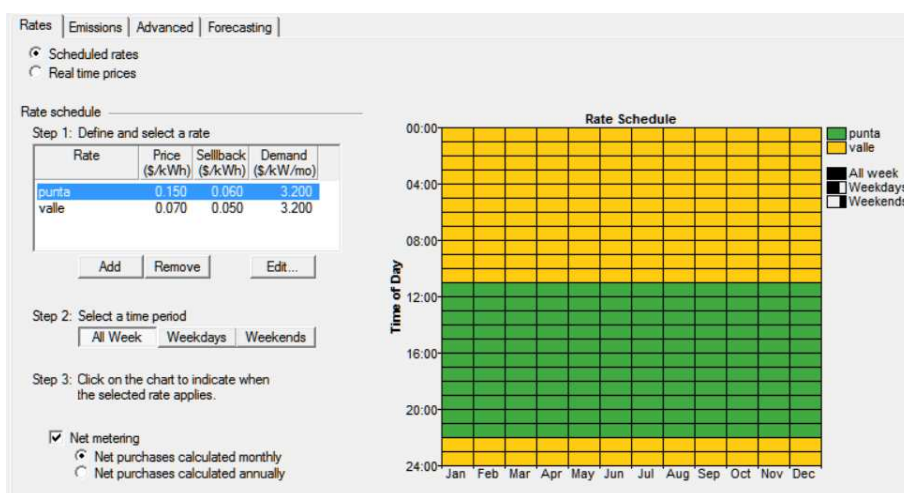 Rates Emissions Advanced Forecasting
Scheduled rates
Real time prices
Rate schedule
Step 1: Define and select a rate
Rate Price Selllback Demand
($/kWh) ($/kWh) ($/kW/mo)
punta 0.150 0.060 3.200
valle 0.070 0.050 3.200
Add Remove Edit...
Step 2: Select a time period
All Week Weekdays Weekends
Step 3: Click on the chart to indicate when
the selected rate applies.
Net metering
Net purchases calculated monthly
Net purchases calculated annually
Rate Schedule
Time of Day
00:00
04:00
08:00
12:00
16:00
20:00
24:00
Jan Feb Mar Apr May Jun Jul Aug Sep Oct Nov Dec
punta
valle
All week
Weekdays
Weekends